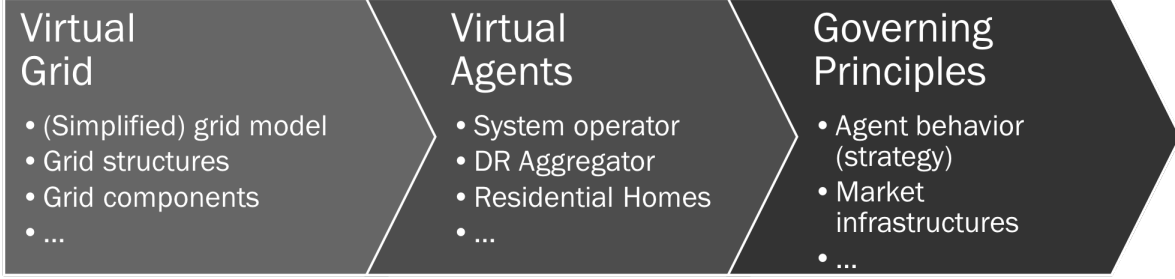 Virtual
Grid
• (Simplified) grid model
• Grid structures
• Grid components
• ...
Virtual
Agents
• System operator
• DR Aggregator
• Residential Homes
• ...
Governing
Principles
• Agent behavior
(strategy)
• Market
infrastructures
• ...